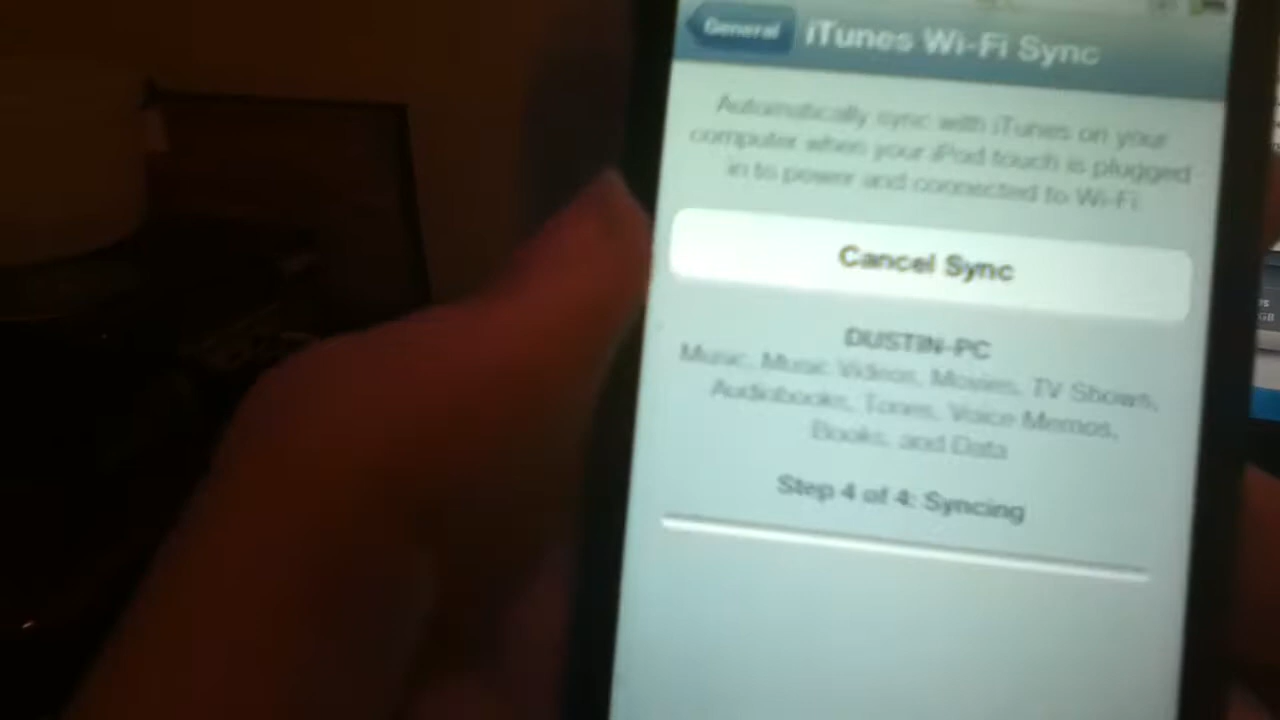 General
iTunes Wi-Fi Sync
Automatically sync with iTunes on your
computer when your iPod touch is plugged
in to power and connected to Wi-Fi.
Cancel Sync
DUSTIN-PC
Music, Music Videos, Movies, TV Shows,
Audiobooks, Tones, Voice Memos,
Books, and Data
Step 4 of 4: Syncing
GB